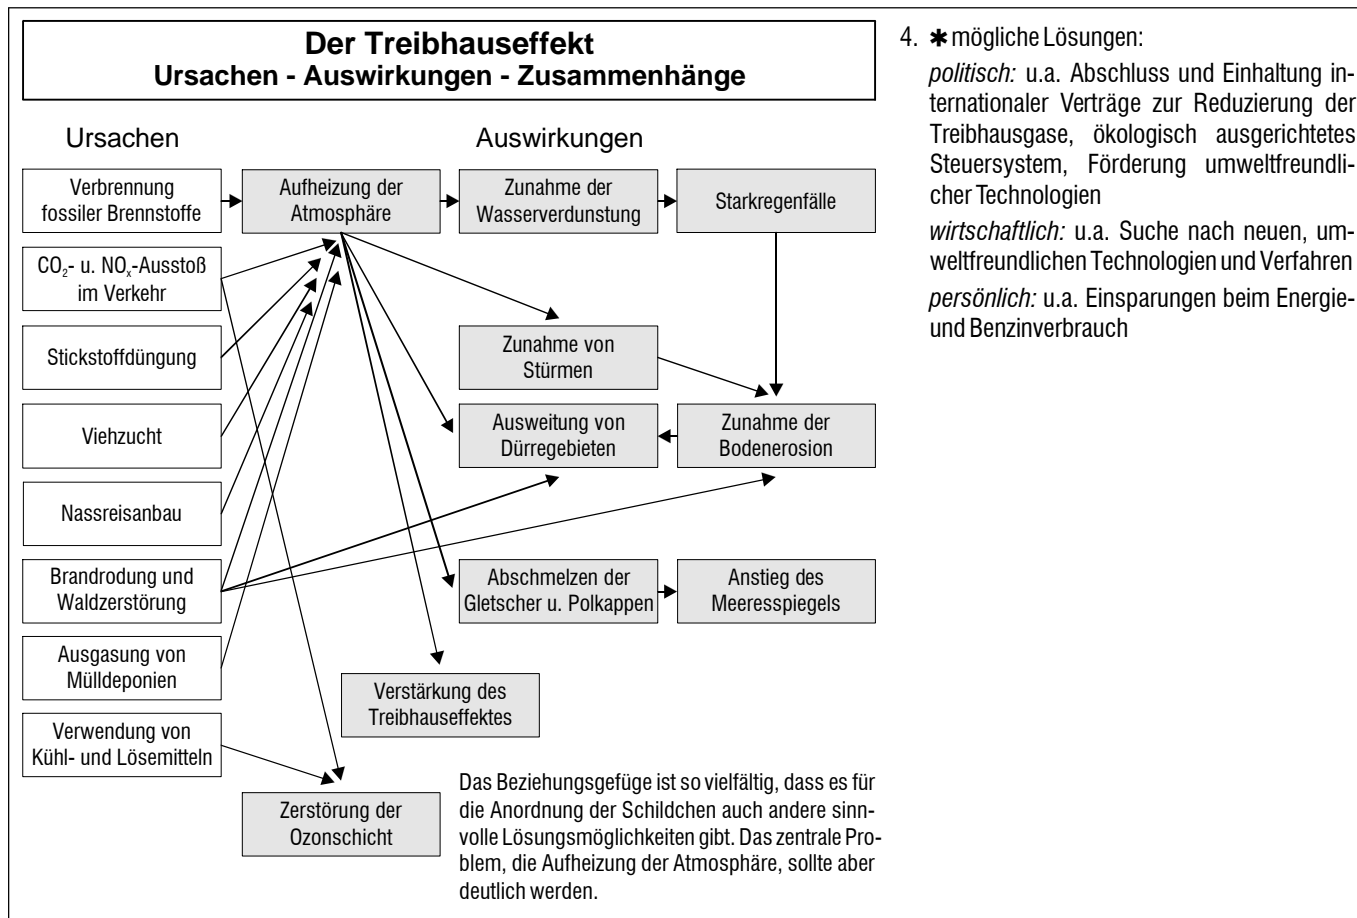 Der Treibhauseffekt
Ursachen - Auswirkungen - Zusammenhänge
Ursachen
Auswirkungen
Verbrennung
fossiler Brennstoffe
Aufheizung der
Atmosphäre
Zunahme der
Wasserverdunstung
Starkregenfälle
CO₂- u. NOₓ-Ausstoß
im Verkehr
Stickstoffdüngung
Zunahme von
Stürmen
Viehzucht
Ausweitung von
Dürregebieten
Zunahme der
Bodenerosion
Nassreisanbau
Brandrodung und
Waldzerstörung
Abschmelzen der
Gletscher u. Polkappen
Anstieg des
Meeresspiegels
Ausgasung von
Mülldeponien
Verstärkung des
Treibhauseffektes
Verwendung von
Kühl- und Lösemitteln
Zerstörung der
Ozonschicht
Das Beziehungsgefüge ist so vielfältig, dass es für
die Anordnung der Schildchen auch andere sinn-
volle Lösungsmöglichkeiten gibt. Das zentrale Pro-
blem, die Aufheizung der Atmosphäre, sollte aber
deutlich werden.
4. ✱ mögliche Lösungen:
politisch: u.a. Abschluss und Einhaltung in-
ternationaler Verträge zur Reduzierung der
Treibhausgase, ökologisch ausgerichtetes
Steuersystem, Förderung umweltfreundli-
cher Technologien
wirtschaftlich: u.a. Suche nach neuen, um-
weltfreundlichen Technologien und Verfahren
persönlich: u.a. Einsparungen beim Energie-
und Benzinverbrauch